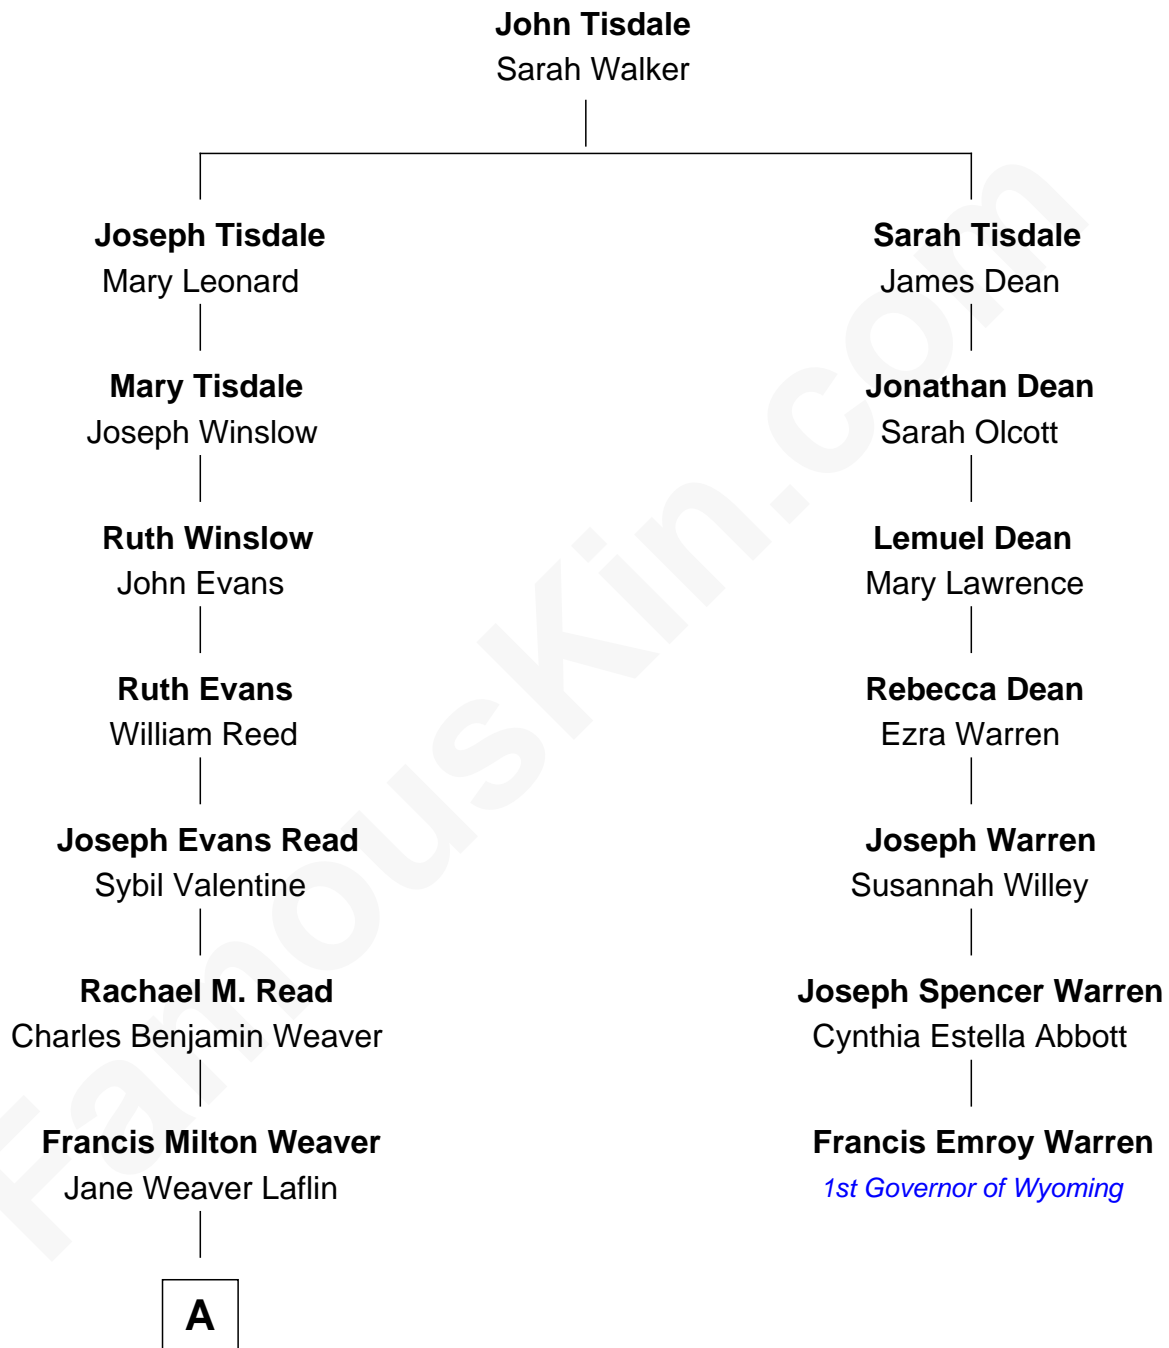 John Tisdale
Sarah Walker
Joseph Tisdale
Mary Leonard
Mary Tisdale
Joseph Winslow
Ruth Winslow
John Evans
Ruth Evans
William Reed
Joseph Evans Read
Sybil Valentine
Rachael M. Read
Charles Benjamin Weaver
Francis Milton Weaver
Jane Weaver Laflin
A
Sarah Tisdale
James Dean
Jonathan Dean
Sarah Olcott
Lemuel Dean
Mary Lawrence
Rebecca Dean
Ezra Warren
Joseph Warren
Susannah Willey
Joseph Spencer Warren
Cynthia Estella Abbott
Francis Emroy Warren
1st Governor of Wyoming
FamousKin.com